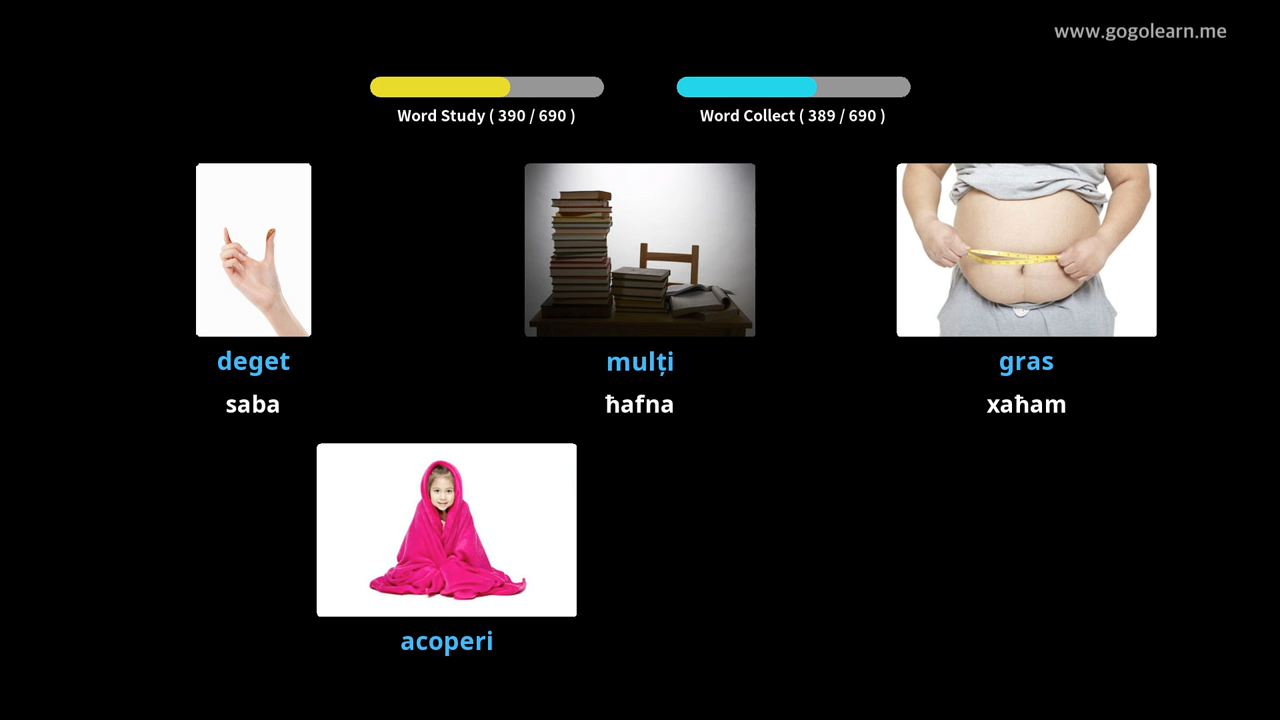 www.gogolearn.me
Word Study ( 390 / 690 )
Word Collect ( 389 / 690 )
deget
mulți
gras
saba
ħafna
xaħam
acoperi